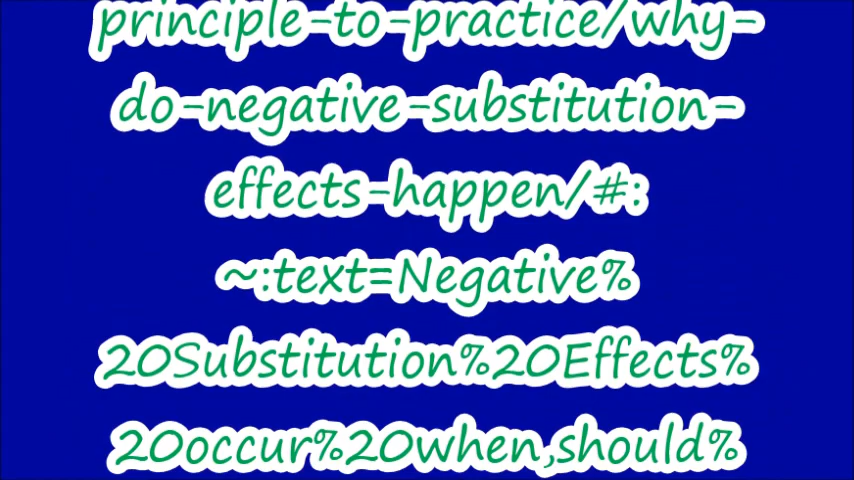 principle-to-practice/why-
do-negative-substitution-
effects-happen/#:
~:text=Negative%
20Substitution%20Effects%
20occur%20when,should%